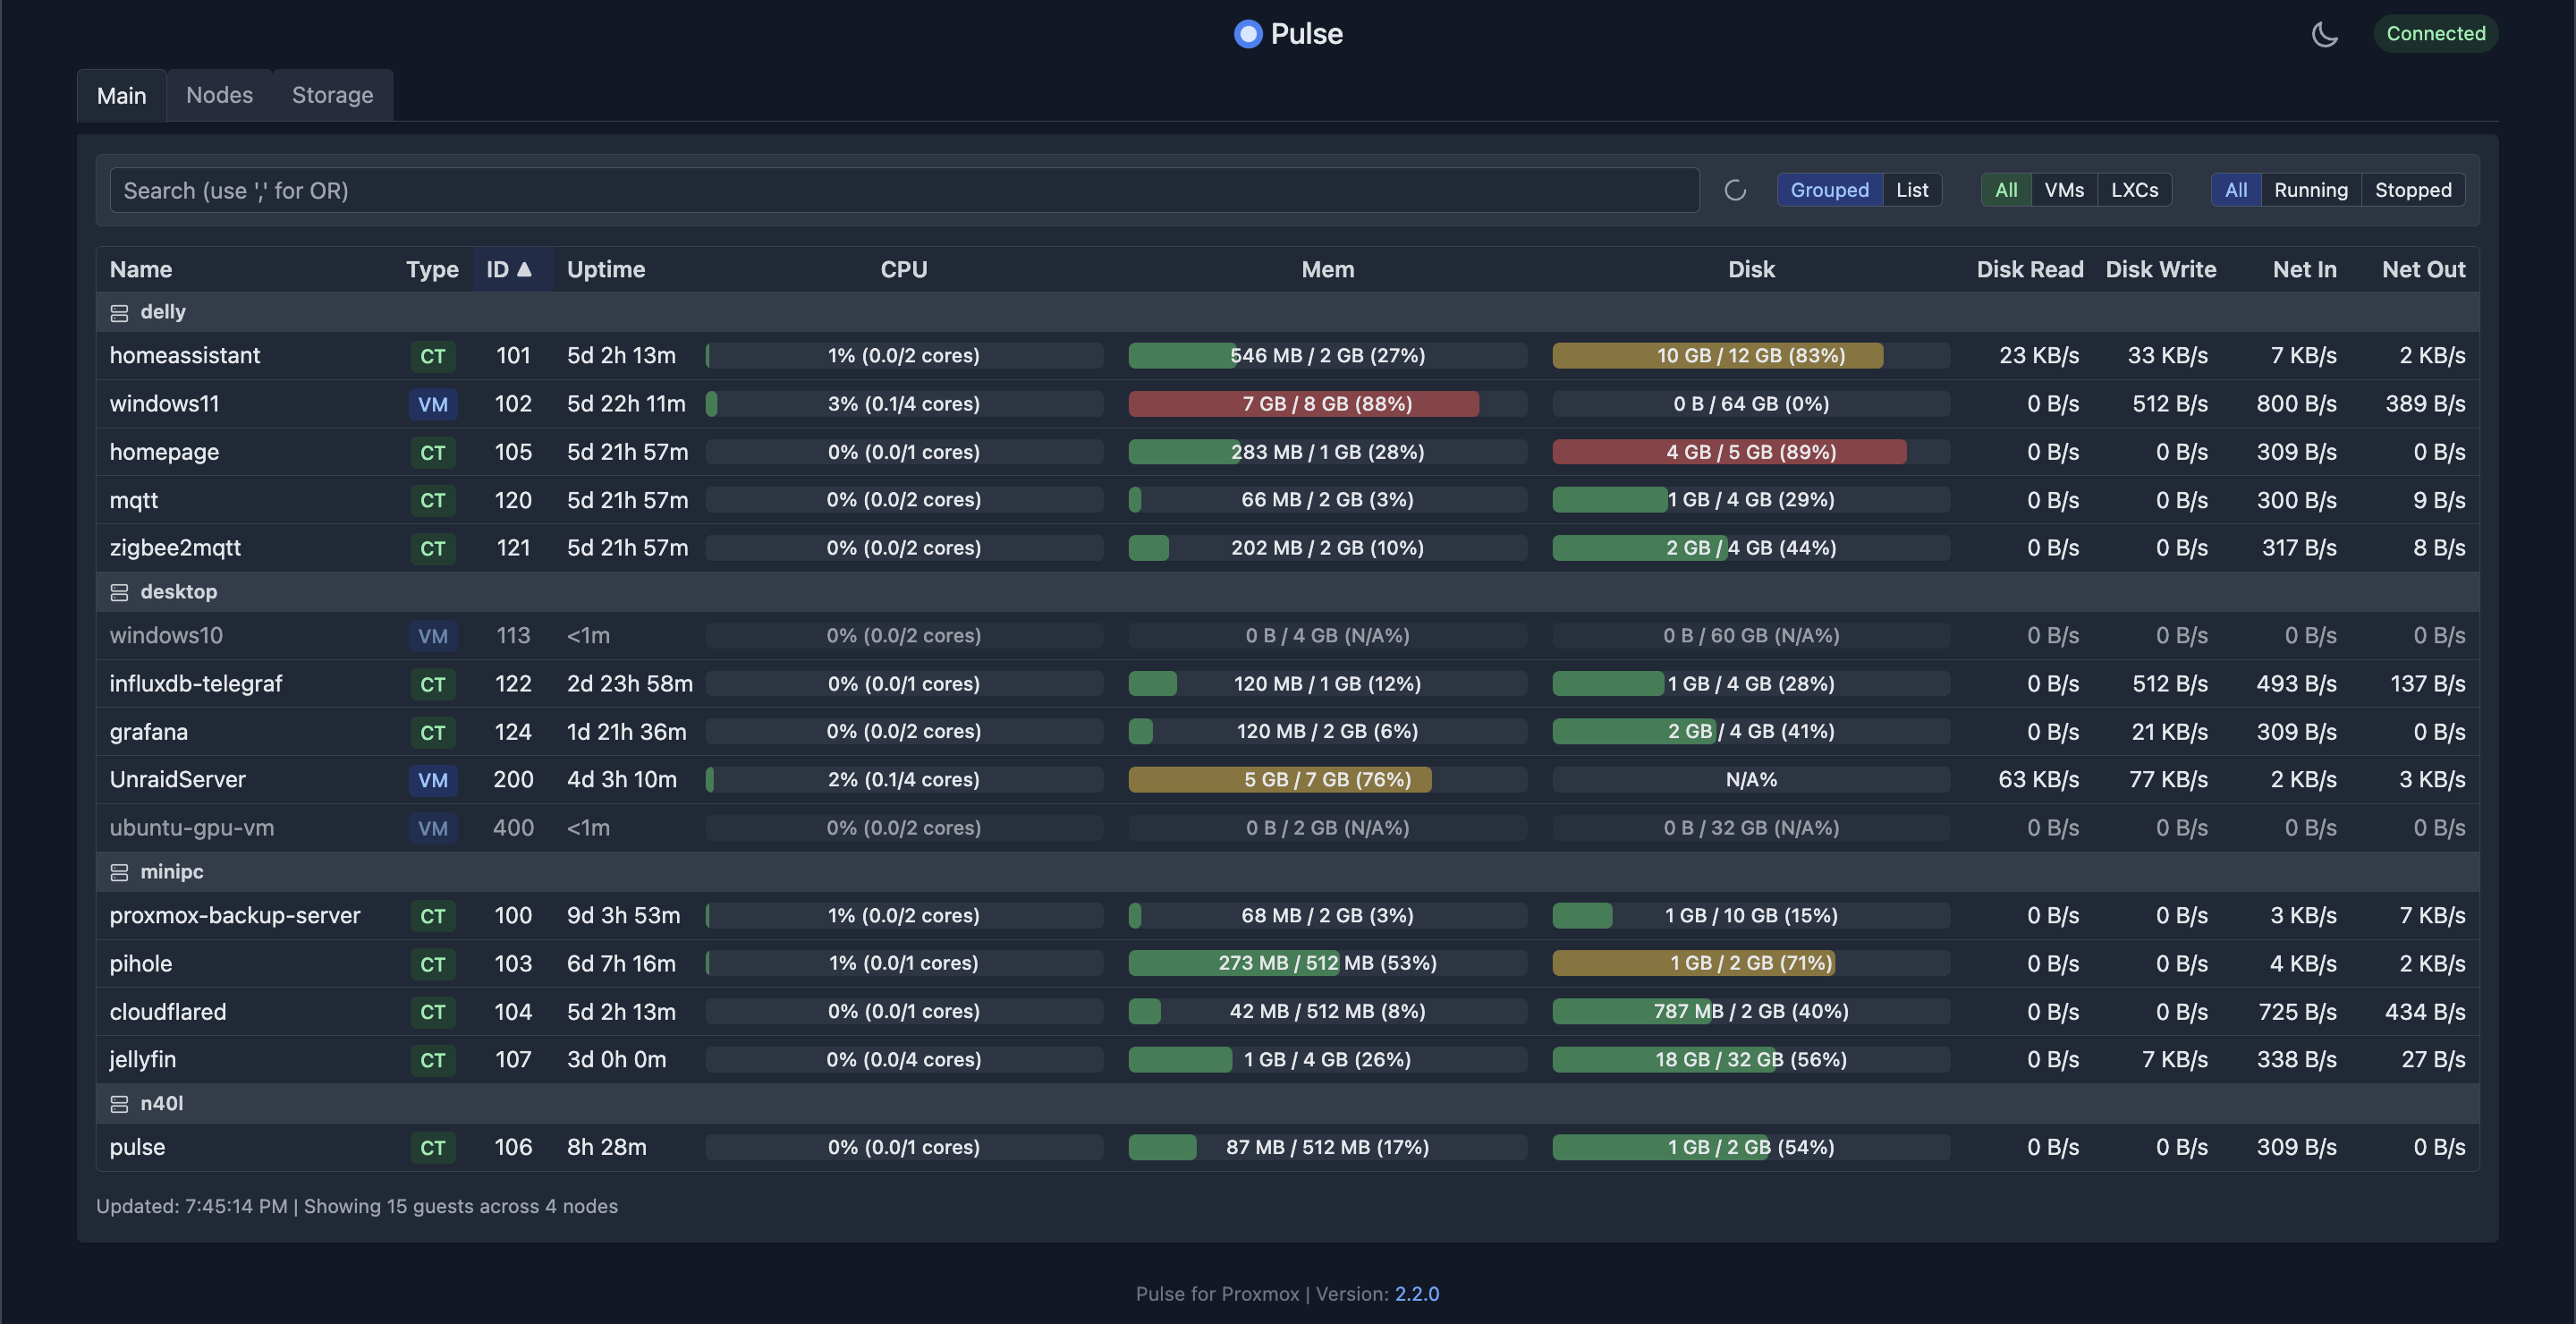 Pulse
Connected
Main Nodes Storage
Search (use ',' for OR) Grouped List All VMs LXCs All Running Stopped
Name Type ID ▲ Uptime CPU Mem Disk Disk Read Disk Write Net In Net Out
delly
homeassistant CT 101 5d 2h 13m 1% (0.0/2 cores) 546 MB / 2 GB (27%) 10 GB / 12 GB (83%) 23 KB/s 33 KB/s 7 KB/s 2 KB/s
windows11 VM 102 5d 22h 11m 3% (0.1/4 cores) 7 GB / 8 GB (88%) 0 B / 64 GB (0%) 0 B/s 512 B/s 800 B/s 389 B/s
homepage CT 105 5d 21h 57m 0% (0.0/1 cores) 283 MB / 1 GB (28%) 4 GB / 5 GB (89%) 0 B/s 0 B/s 309 B/s 0 B/s
mqtt CT 120 5d 21h 57m 0% (0.0/2 cores) 66 MB / 2 GB (3%) 1 GB / 4 GB (29%) 0 B/s 0 B/s 300 B/s 9 B/s
zigbee2mqtt CT 121 5d 21h 57m 0% (0.0/2 cores) 202 MB / 2 GB (10%) 2 GB / 4 GB (44%) 0 B/s 0 B/s 317 B/s 8 B/s
desktop
windows10 VM 113 <1m 0% (0.0/2 cores) 0 B / 4 GB (N/A%) 0 B / 60 GB (N/A%) 0 B/s 0 B/s 0 B/s 0 B/s
influxdb-telegraf CT 122 2d 23h 58m 0% (0.0/1 cores) 120 MB / 1 GB (12%) 1 GB / 4 GB (28%) 0 B/s 512 B/s 493 B/s 137 B/s
grafana CT 124 1d 21h 36m 0% (0.0/2 cores) 120 MB / 2 GB (6%) 2 GB / 4 GB (41%) 0 B/s 21 KB/s 309 B/s 0 B/s
UnraidServer VM 200 4d 3h 10m 2% (0.1/4 cores) 5 GB / 7 GB (76%) N/A% 63 KB/s 77 KB/s 2 KB/s 3 KB/s
ubuntu-gpu-vm VM 400 <1m 0% (0.0/2 cores) 0 B / 2 GB (N/A%) 0 B / 32 GB (N/A%) 0 B/s 0 B/s 0 B/s 0 B/s
minipc
proxmox-backup-server CT 100 9d 3h 53m 1% (0.0/2 cores) 68 MB / 2 GB (3%) 1 GB / 10 GB (15%) 0 B/s 0 B/s 3 KB/s 7 KB/s
pihole CT 103 6d 7h 16m 1% (0.0/1 cores) 273 MB / 512 MB (53%) 1 GB / 2 GB (71%) 0 B/s 0 B/s 4 KB/s 2 KB/s
cloudflared CT 104 5d 2h 13m 0% (0.0/1 cores) 42 MB / 512 MB (8%) 787 MB / 2 GB (40%) 0 B/s 0 B/s 725 B/s 434 B/s
jellyfin CT 107 3d 0h 0m 0% (0.0/4 cores) 1 GB / 4 GB (26%) 18 GB / 32 GB (56%) 0 B/s 7 KB/s 338 B/s 27 B/s
n40l
pulse CT 106 8h 28m 0% (0.0/1 cores) 87 MB / 512 MB (17%) 1 GB / 2 GB (54%) 0 B/s 0 B/s 309 B/s 0 B/s
Updated: 7:45:14 PM | Showing 15 guests across 4 nodes
Pulse for Proxmox | Version: 2.2.0